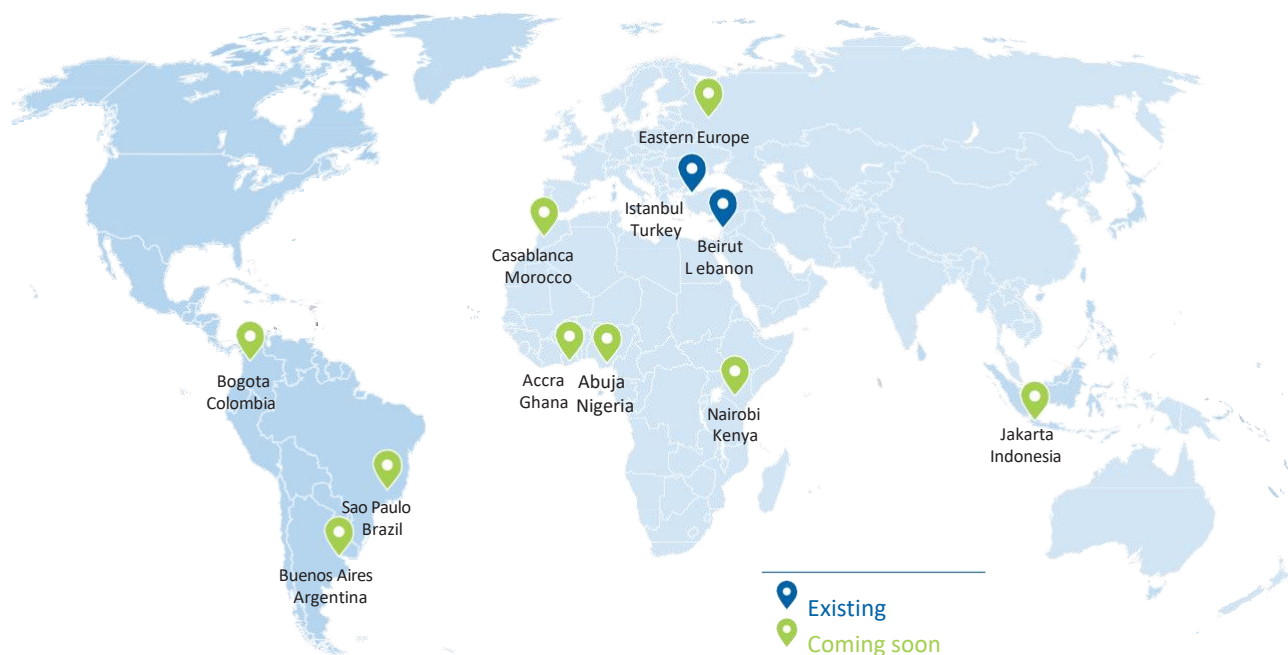 Eastern Europe
Istanbul
Turkey
Beirut
L ebanon
Casablanca
Morocco
Bogota
Colombia
Accra
Ghana
Abuja
Nigeria
Nairobi
Kenya
Jakarta
Indonesia
Sao Paulo
Brazil
Buenos Aires
Argentina
Existing
Coming soon